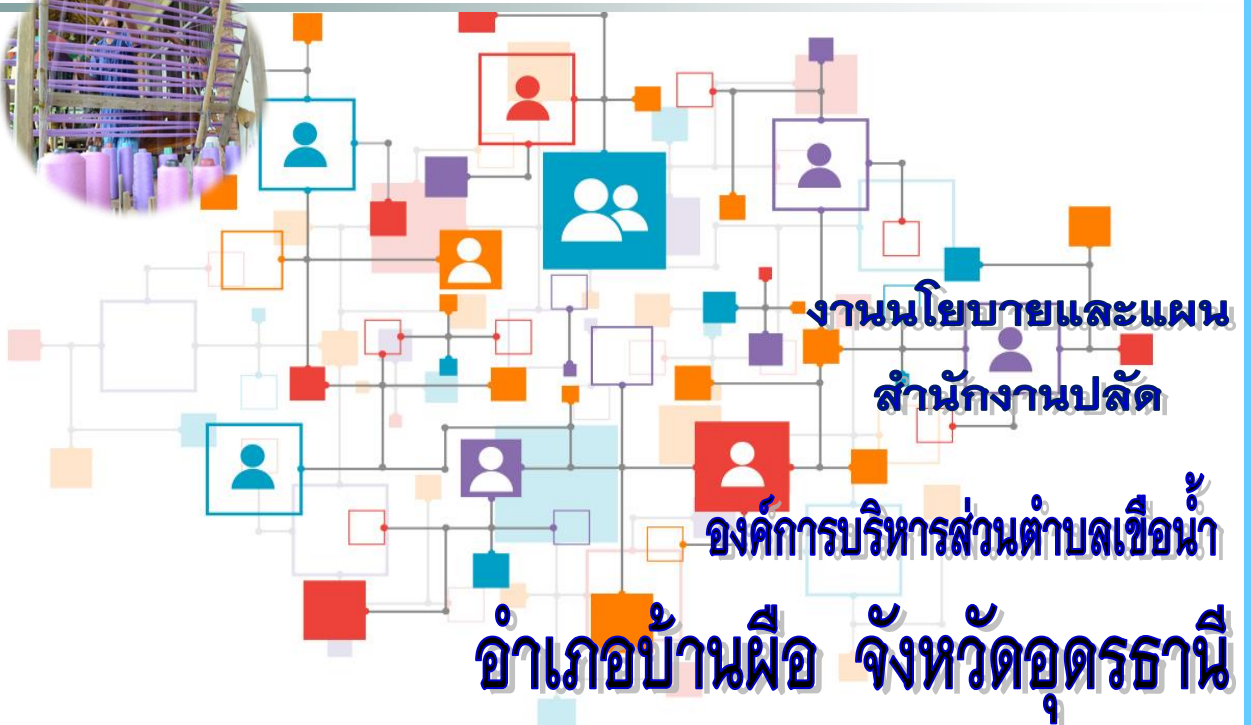 งานนโยบายและแผน
สำนักงานปลัด
องค์การบริหารส่วนตำบลเขือน้ำ
อำเภอบ้านผือ จังหวัดอุดรธานี